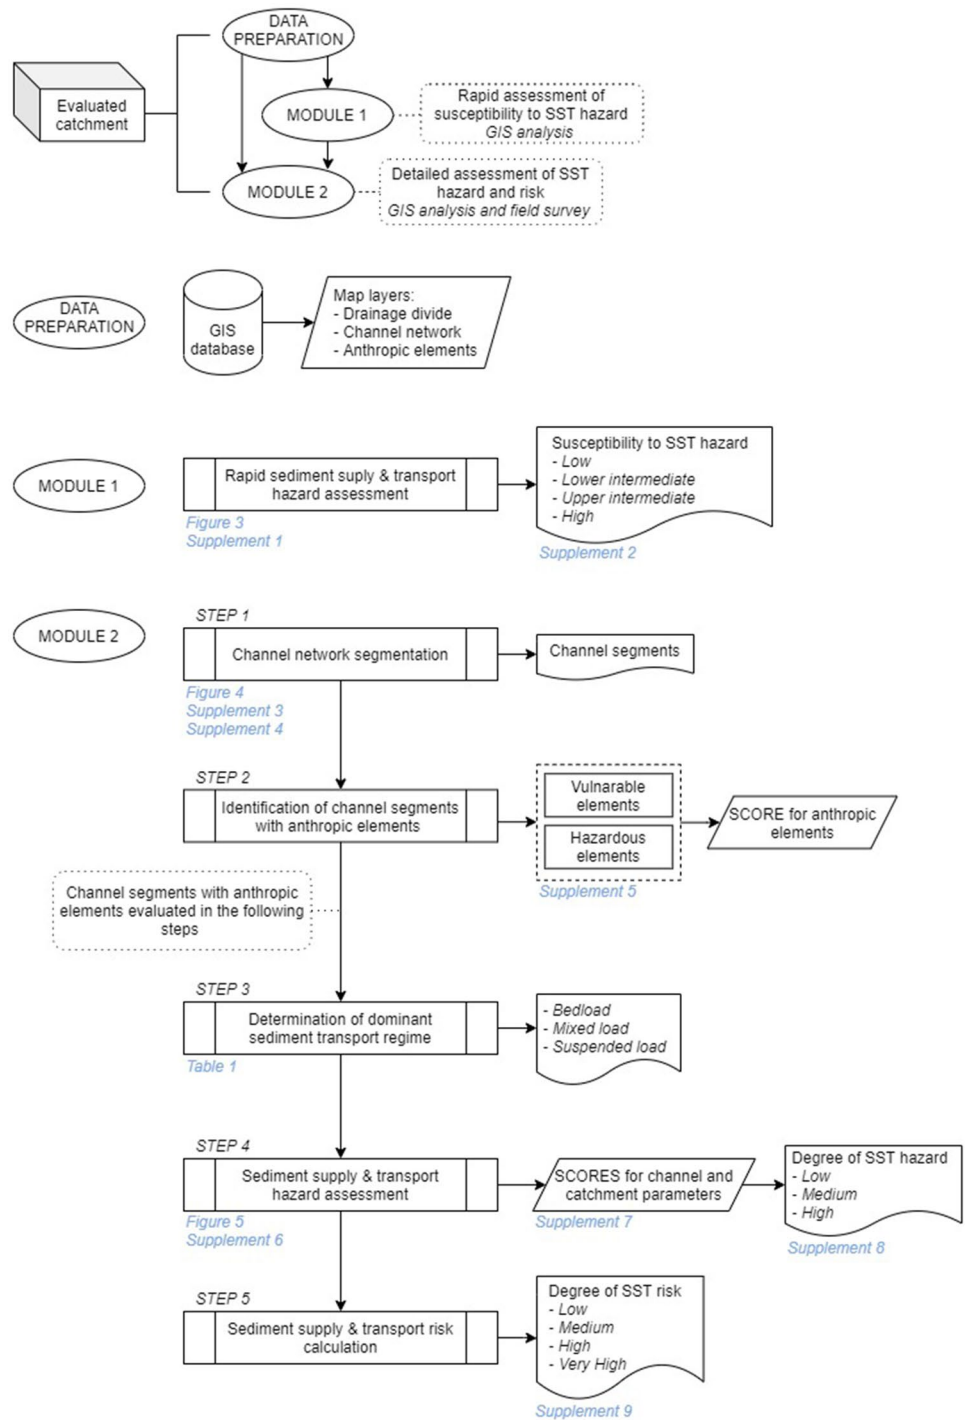 DATA
PREPARATION
Evaluated
catchment
MODULE 1
Rapid assessment of
susceptibility to SST hazard
GIS analysis
MODULE 2
Detailed assessment of SST
hazard and risk
GIS analysis and field survey
DATA
PREPARATION
GIS
database
Map layers:
- Drainage divide
- Channel network
- Anthropic elements
MODULE 1
Rapid sediment suply & transport
hazard assessment
Figure 3
Supplement 1
Susceptibility to SST hazard
- Low
- Lower intermediate
- Upper intermediate
- High
Supplement 2
MODULE 2
STEP 1
Channel network segmentation
Figure 4
Supplement 3
Supplement 4
Channel segments
STEP 2
Identification of channel segments
with anthropic elements
Vulnarable
elements
Hazardous
elements
Supplement 5
SCORE for anthropic
elements
Channel segments with anthropic
elements evaluated in the following
steps
STEP 3
Determination of dominant
sediment transport regime
Table 1
- Bedload
- Mixed load
- Suspended load
STEP 4
Sediment supply & transport
hazard assessment
Figure 5
Supplement 6
SCORES for channel and
catchment parameters
Supplement 7
Degree of SST hazard
- Low
- Medium
- High
Supplement 8
STEP 5
Sediment supply & transport risk
calculation
Degree of SST risk
- Low
- Medium
- High
- Very High
Supplement 9